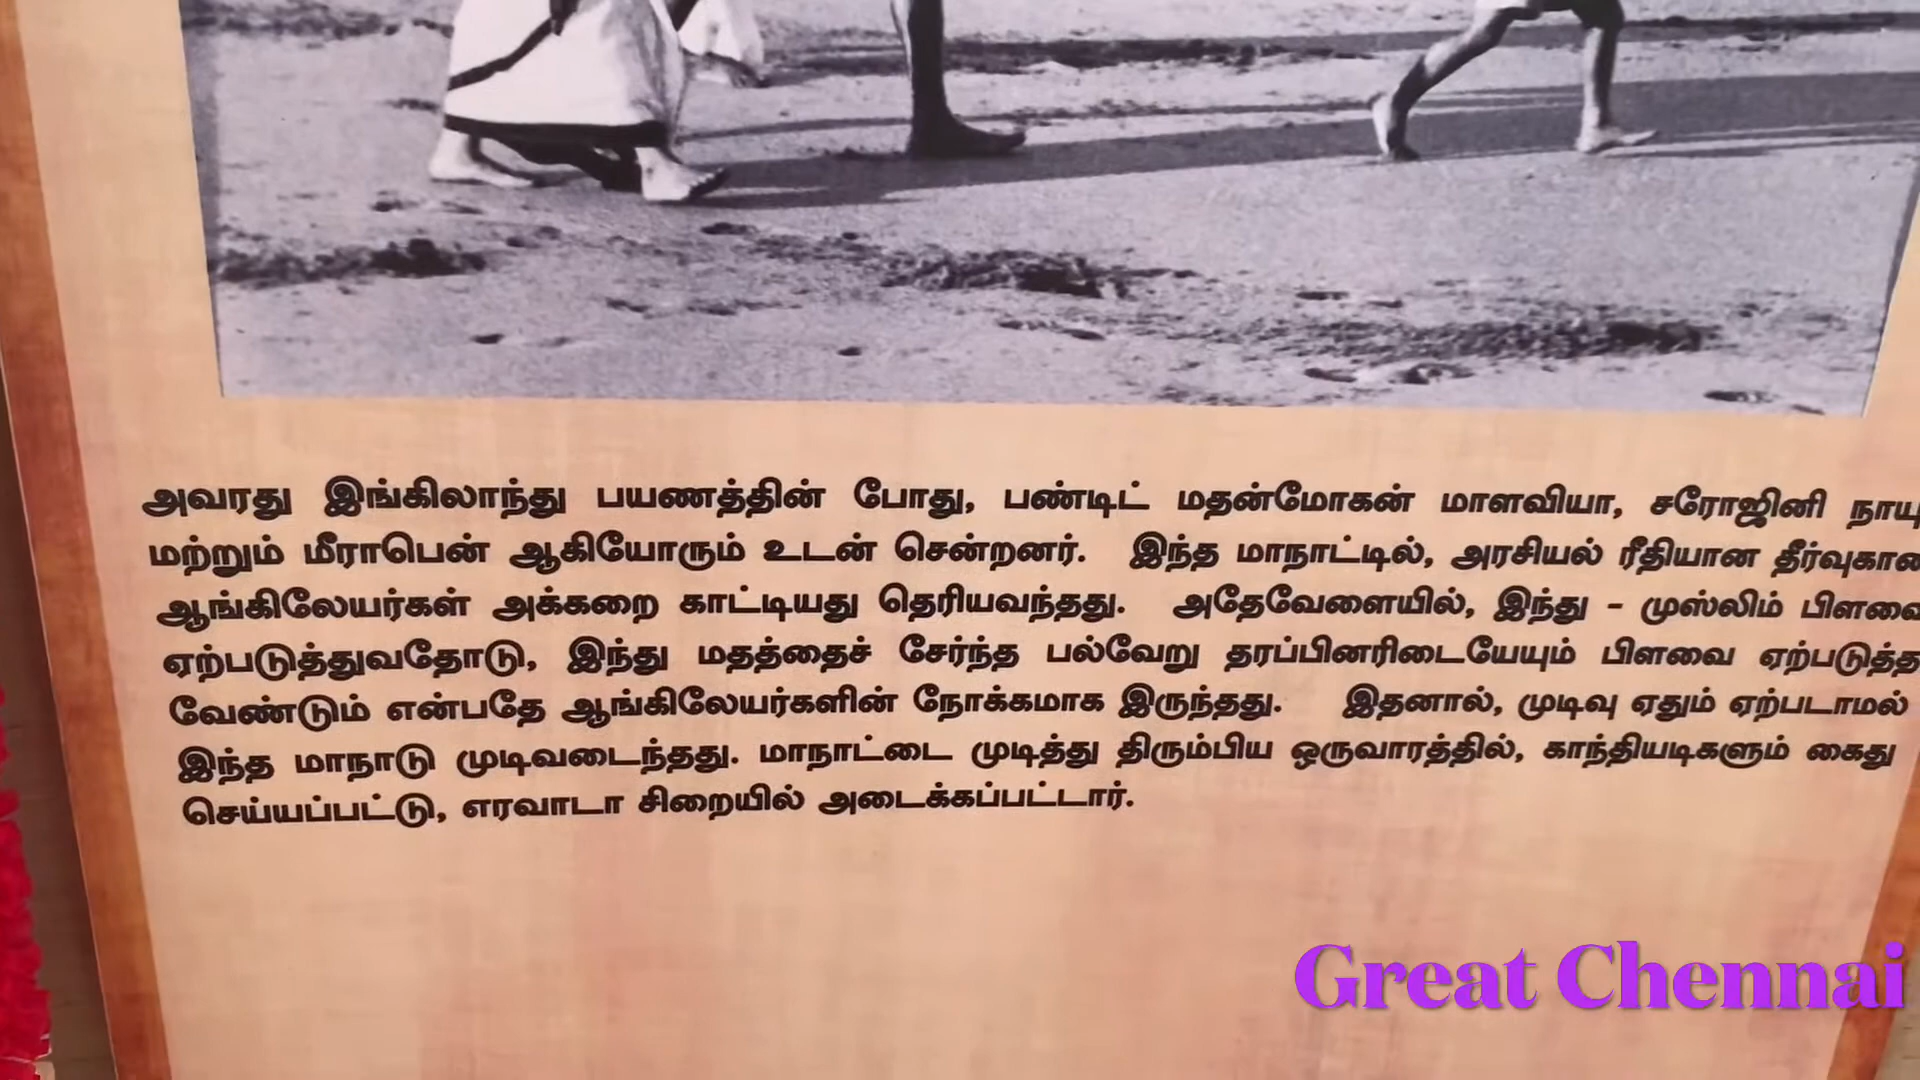 அவரது இங்கிலாந்து பயணத்தின் போது, பண்டிட் மதன்மோகன் மாளவியா, சரோஜினி
மற்றும் மீராபென் ஆகியோரும் உடன் சென்றனர். இந்த மாநாட்டில், அரசியல் ரீதியான
ஆங்கிலேயர்கள் அக்கறை காட்டியது தெரியவந்தது. அதேவேளையில், இந்து - முஸ்லிம்
ஏற்படுத்துவதோடு, இந்து மதத்தைச் சேர்ந்த பல்வேறு தரப்பினரிடையேயும் பிளவை
வேண்டும் என்பதே ஆங்கிலேயர்களின் நோக்கமாக இருந்தது. இதனால், முடிவு ஏதும் ஏற்படாமல்
இந்த மாநாடு முடிவடைந்தது. மாநாட்டை முடித்து திரும்பிய ஒருவாரத்தில், காந்தியடிகளும் கைது
செய்யப்பட்டு, எரவாடா சிறையில் அடைக்கப்பட்டார்.
Great Chennai